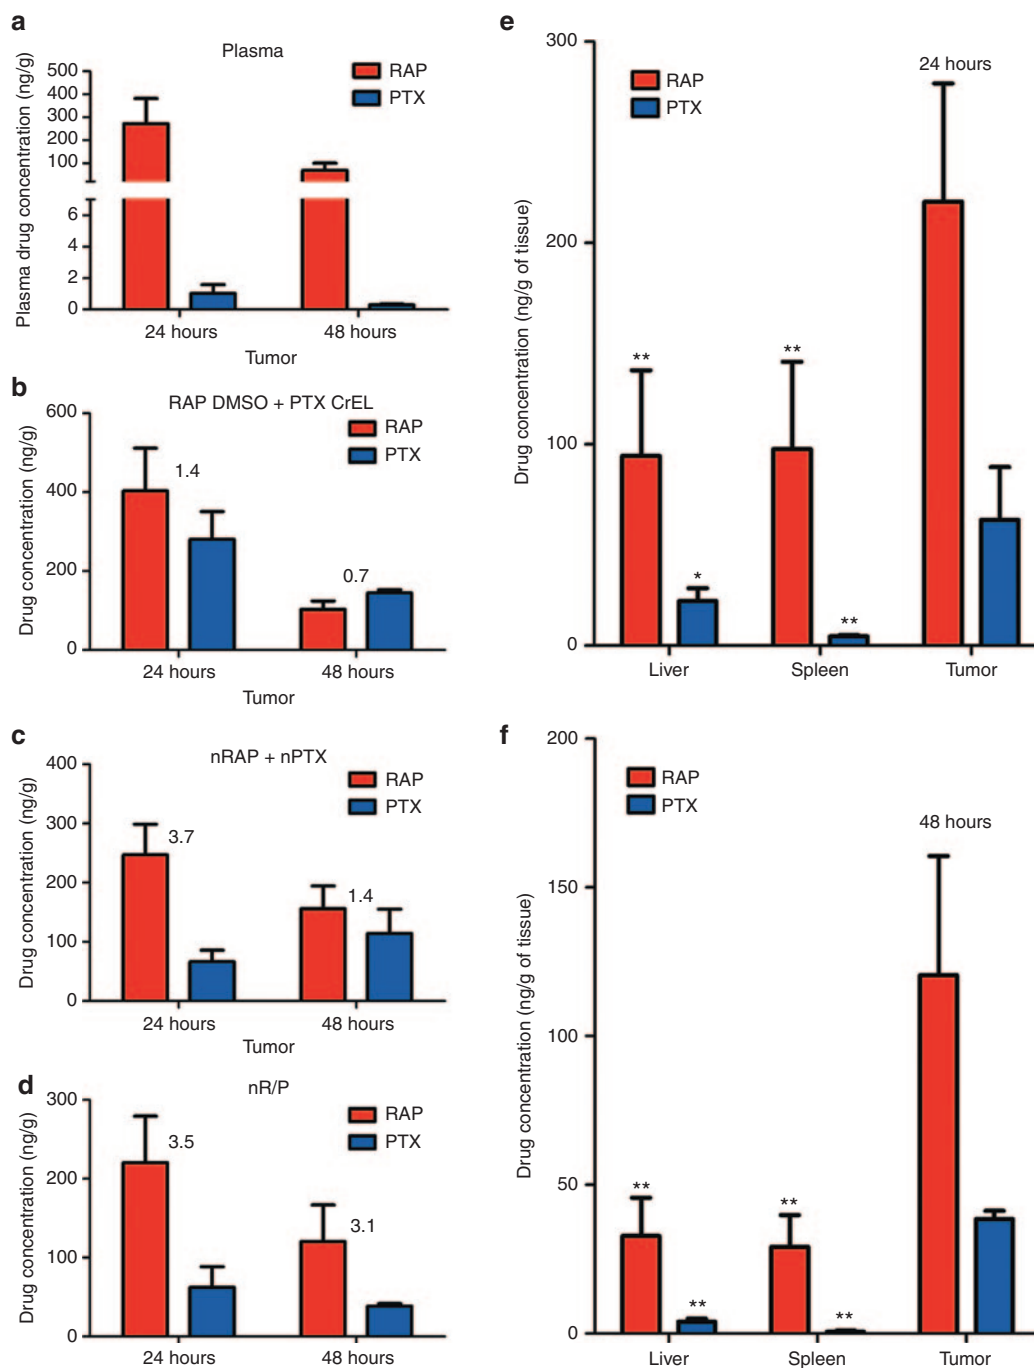 a
Plasma
Plasma drug concentration (ng/g)
500
400
300
200
100
6
4
2
0
RAP
PTX
24 hours
48 hours
Tumor
b
RAP DMSO + PTX CrEL
Drug concentration (ng/g)
600
400
200
0
RAP
PTX
1.4
0.7
24 hours
48 hours
Tumor
c
nRAP + nPTX
Drug concentration (ng/g)
400
300
200
100
0
RAP
PTX
3.7
1.4
24 hours
48 hours
Tumor
d
nR/P
Drug concentration (ng/g)
300
200
100
0
RAP
PTX
3.5
3.1
24 hours
48 hours
e
24 hours
Drug concentration (ng/g of tissue)
300
200
100
0
RAP
PTX
**
*
**
**
Liver
Spleen
Tumor
f
48 hours
Drug concentration (ng/g of tissue)
200
150
100
50
0
RAP
PTX
**
**
**
**
Liver
Spleen
Tumor